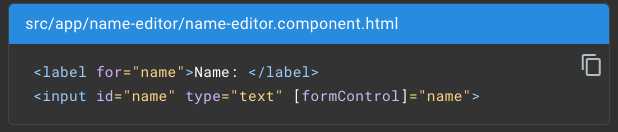 src/app/name-editor/name-editor.component.html
<label for="name">Name: </label>
<input id="name" type="text" [formControl]="name">